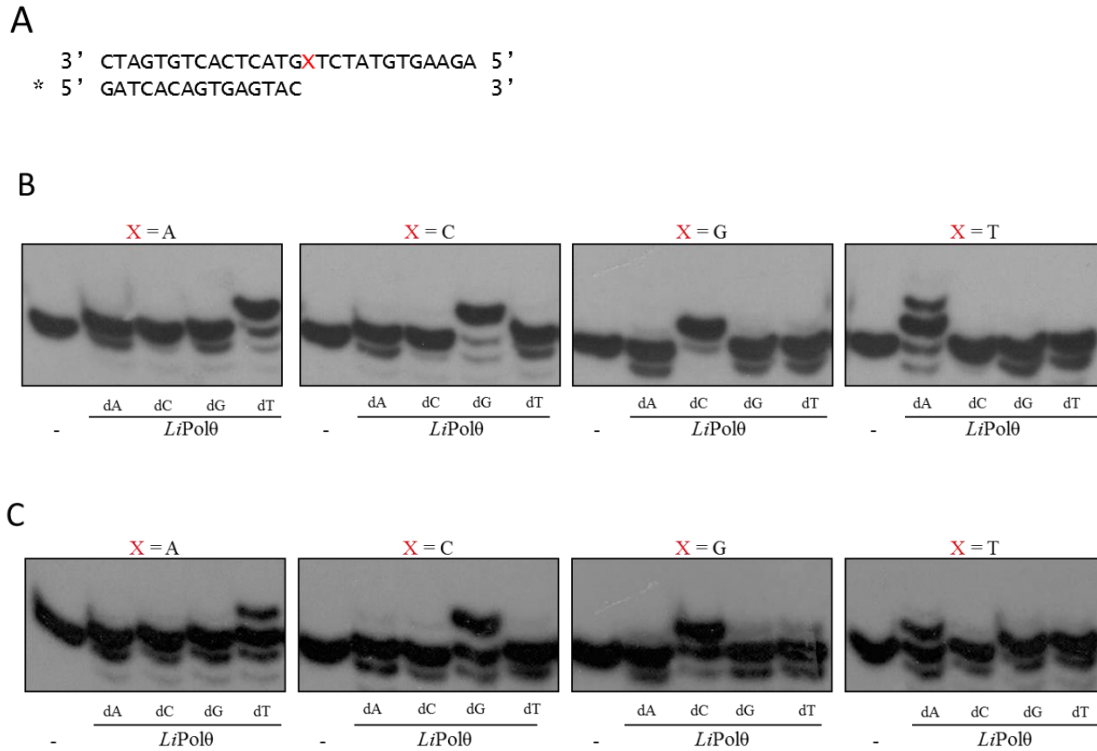 A
3’ CTAGTGTCACTCATGXTCTATGTGAAGA 5’
* 5’ GATCACAGTGAGTAC 3’
B
X = A X = C X = G X = T
dA dC dG dT dA dC dG dT dA dC dG dT dA dC dG dT
- LiPolθ - LiPolθ - LiPolθ - LiPolθ
C
X = A X = C X = G X = T
dA dC dG dT dA dC dG dT dA dC dG dT dA dC dG dT
- LiPolθ - LiPolθ - LiPolθ - LiPolθ